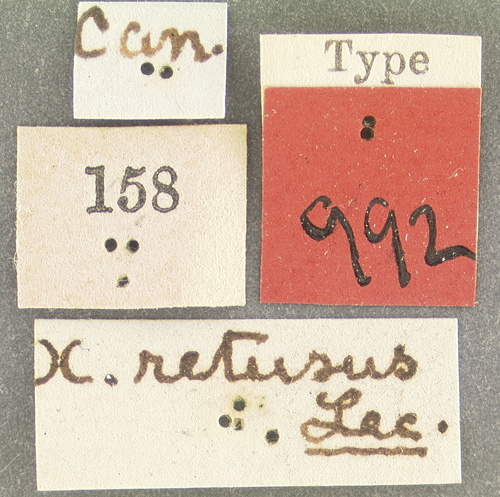 Can.
Type
992
158
X. retusus
Lec.